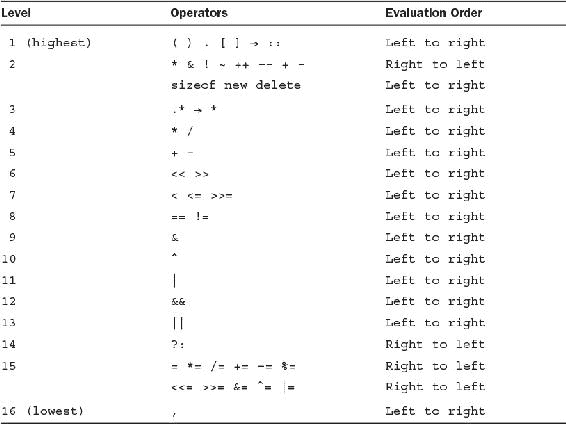 Level Operators Evaluation Order
1 (highest) ( ) . [ ] → :: Left to right
2 * & ! ~ ++ -- + - Right to left
sizeof new delete Left to right
3 .* → * Left to right
4 * / Left to right
5 + - Left to right
6 << >> Left to right
7 < <= >>= Left to right
8 == != Left to right
9 & Left to right
10 ^ Left to right
11 | Left to right
12 && Left to right
13 || Left to right
14 ?: Right to left
15 = *= /= += -= %= Right to left
<<= >>= &= ^= |= Right to left
16 (lowest) , Left to right